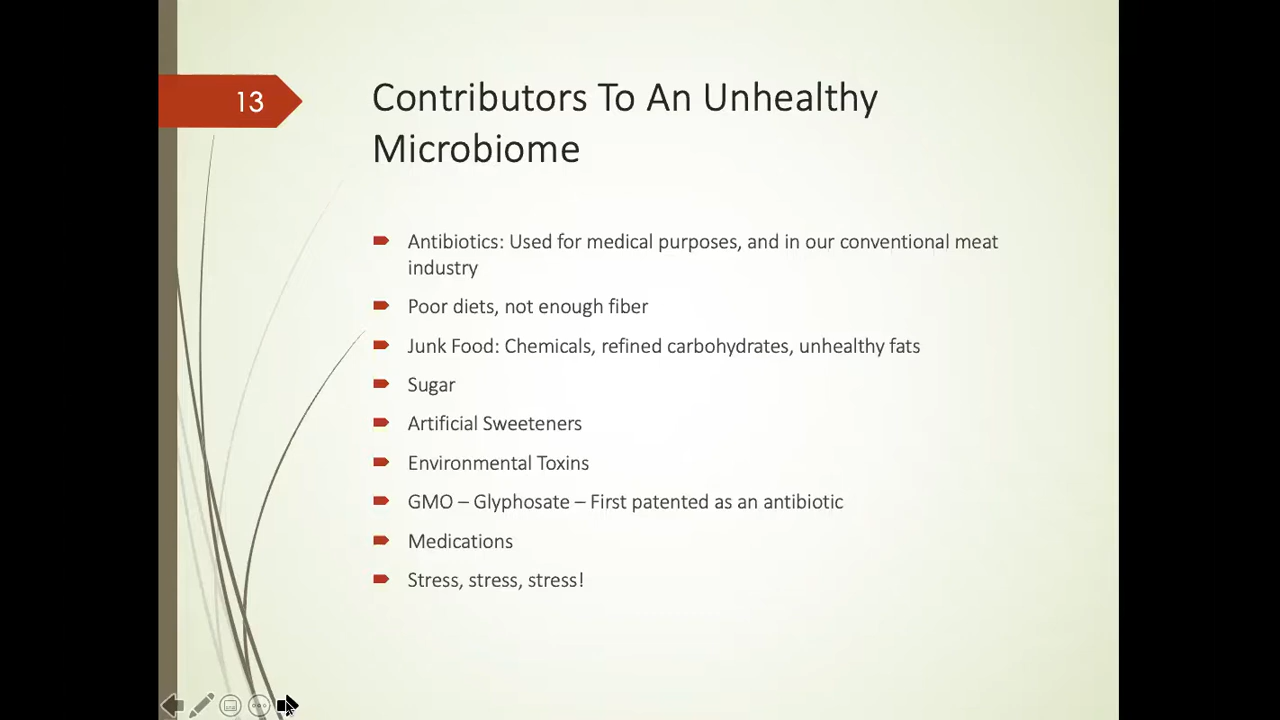 13
Contributors To An Unhealthy
Microbiome
Antibiotics: Used for medical purposes, and in our conventional meat
industry
Poor diets, not enough fiber
Junk Food: Chemicals, refined carbohydrates, unhealthy fats
Sugar
Artificial Sweeteners
Environmental Toxins
GMO – Glyphosate – First patented as an antibiotic
Medications
Stress, stress, stress!